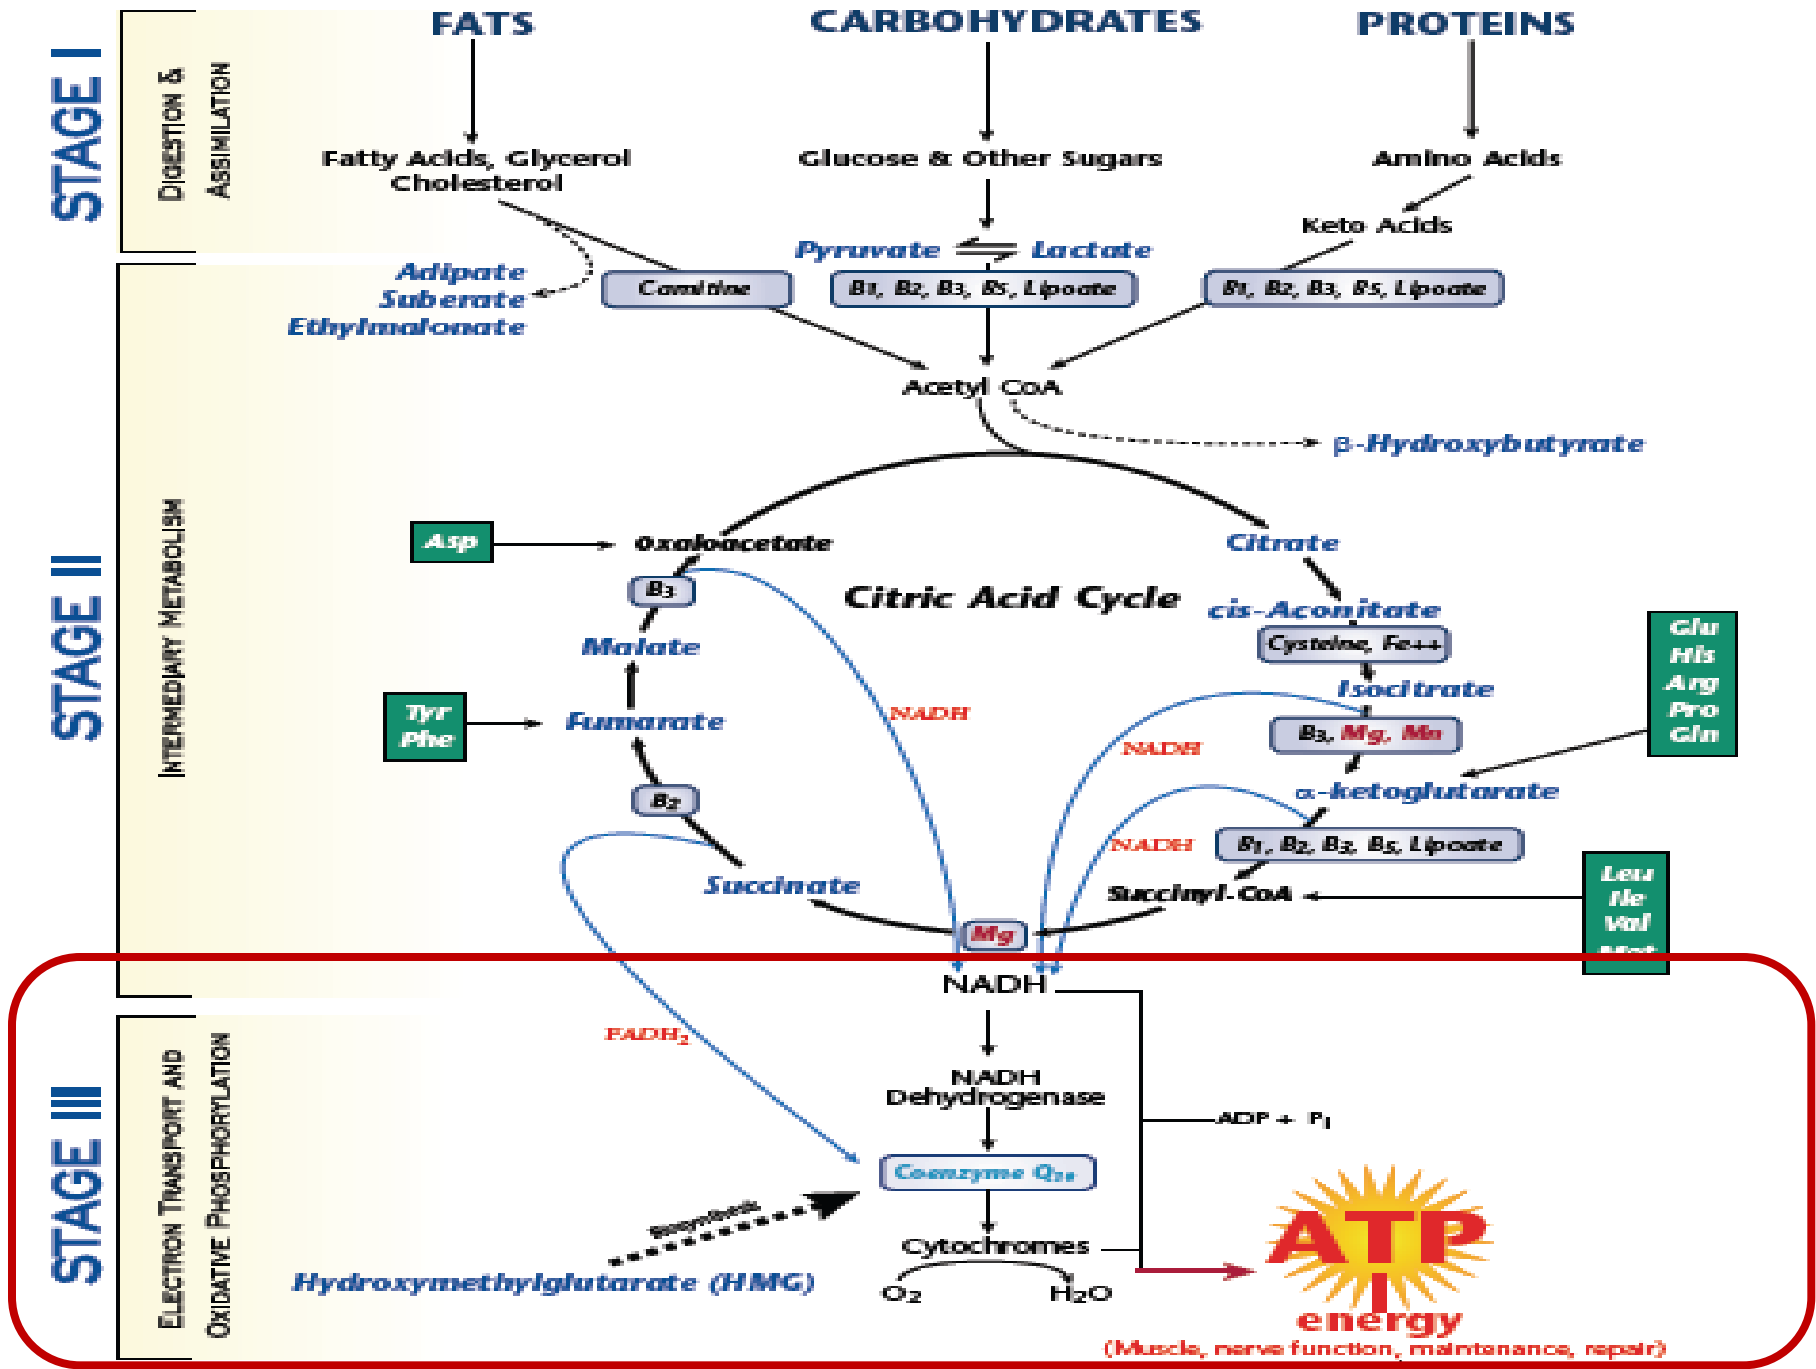 FATS
CARBOHYDRATES
PROTEINS
STAGE I
DIGESTION &
ASSIMILATION
Fatty Acids, Glycerol
Cholesterol
Glucose & Other Sugars
Amino Acids
Keto Acids
Pyruvate
Lactate
Adipate
Suberate
Ethylmalonate
Carnitine
B1, B2, B3, B5, Lipoate
B1, B2, B3, B5, Lipoate
STAGE II
INTERMEDIARY METABOLISM
Acetyl CoA
β-Hydroxybutyrate
Asp
oxaloacetate
Citrate
B3
Citric Acid Cycle
cis-Aconitate
Cysteine, Fe++
Malate
Isocitrate
Glu
His
Arg
Pro
Gln
Tyr
Phe
Fumarate
NADH
NADH
B3, Mg, Mn
α-ketoglutarate
B2
NADH
B1, B2, B3, B5, Lipoate
Succinate
Succinyl-CoA
Leu
Ile
Val
Met
Mg
STAGE III
ELECTRON TRANSPORT AND
OXIDATIVE PHOSPHORYLATION
NADH
FADH2
NADH
Dehydrogenase
ADP + Pi
Coenzyme Q10
Biosynthesis
Cytochromes
Hydroxymethylglutarate (HMG)
O2
H2O
ATP
energy
(Muscle, nerve function, maintenance, repair)